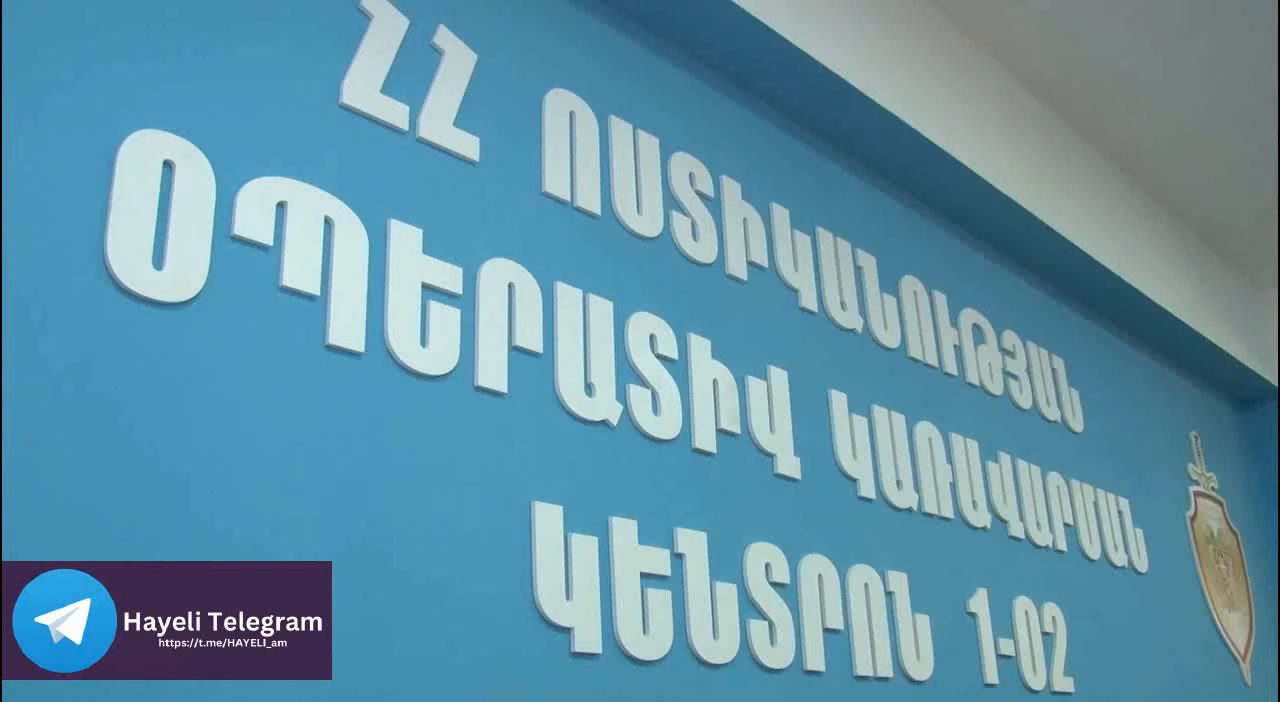 ՀՀ ՈՍՏԻԿԱՆՈՒԹՅԱՆ
ՕՊԵՐԱՏԻՎ ԿԱՌԱՎԱՐՄԱՆ
ԿԵՆՏՐՈՆ 1-02
Hayeli Telegram
https://t.me/HAYELI_am